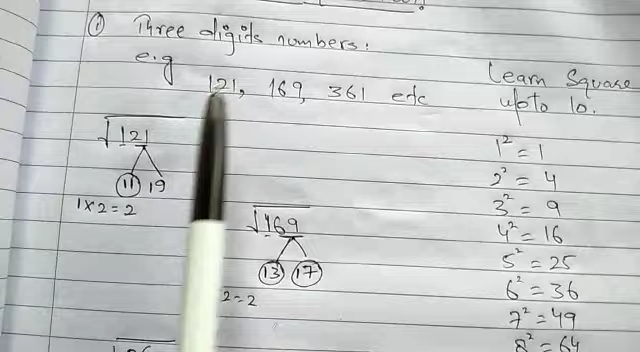 ① Three digits numbers:
e.g
121, 169, 361 etc
√121
11 19
1×2=2
√169
13 17
2=2
Learn Square
upto 10.
1²=1
2²=4
3²=9
4²=16
5²=25
6²=36
7²=49
8²=64